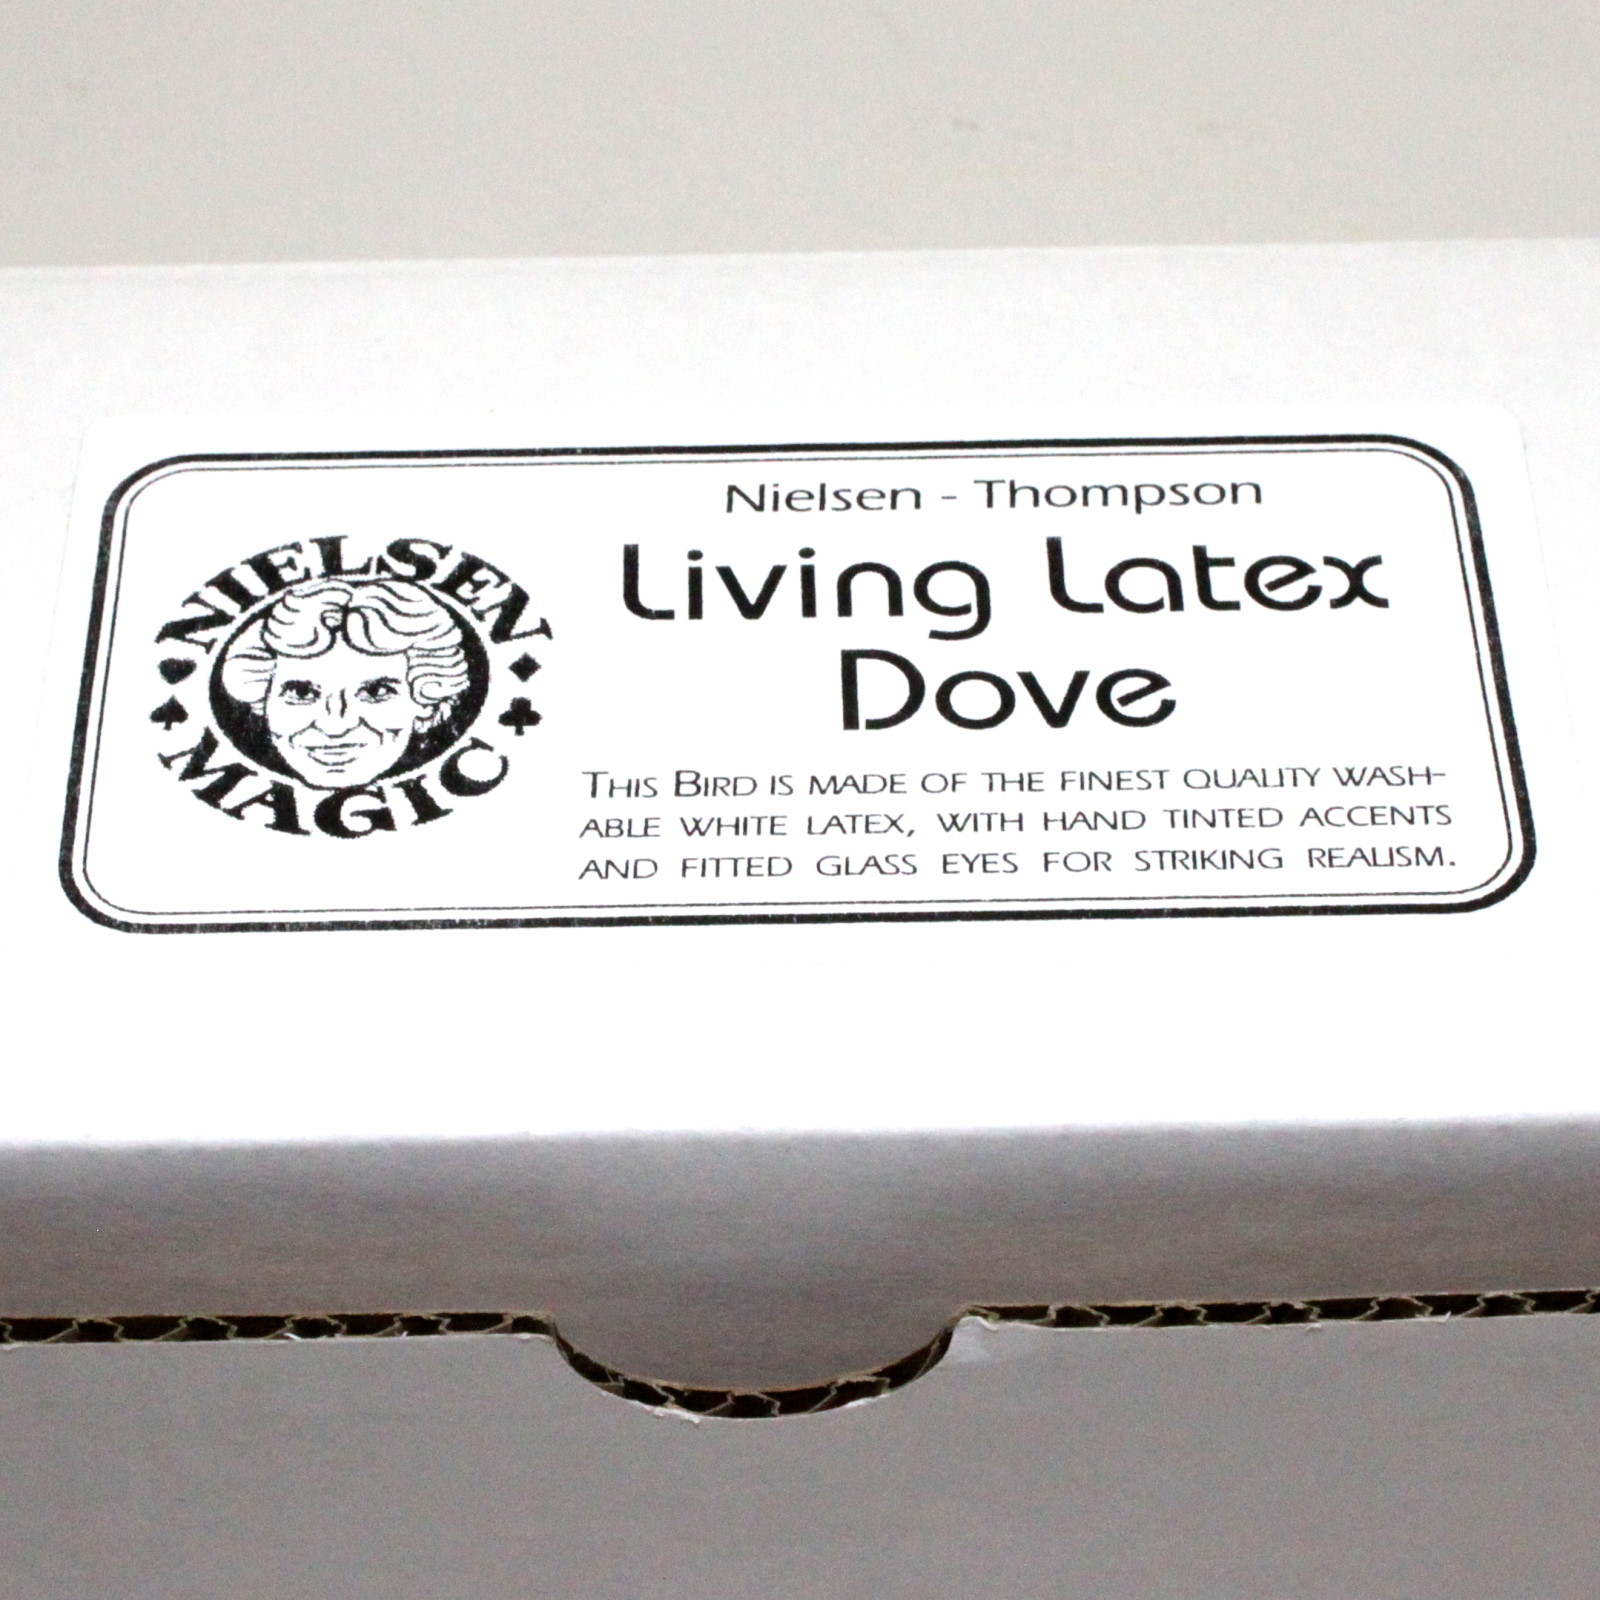 NIELSEN
MAGIC
Nielsen - Thompson
Living Latex
Dove
THIS BIRD IS MADE OF THE FINEST QUALITY WASH-
ABLE WHITE LATEX, WITH HAND TINTED ACCENTS
AND FITTED GLASS EYES FOR STRIKING REALISM.